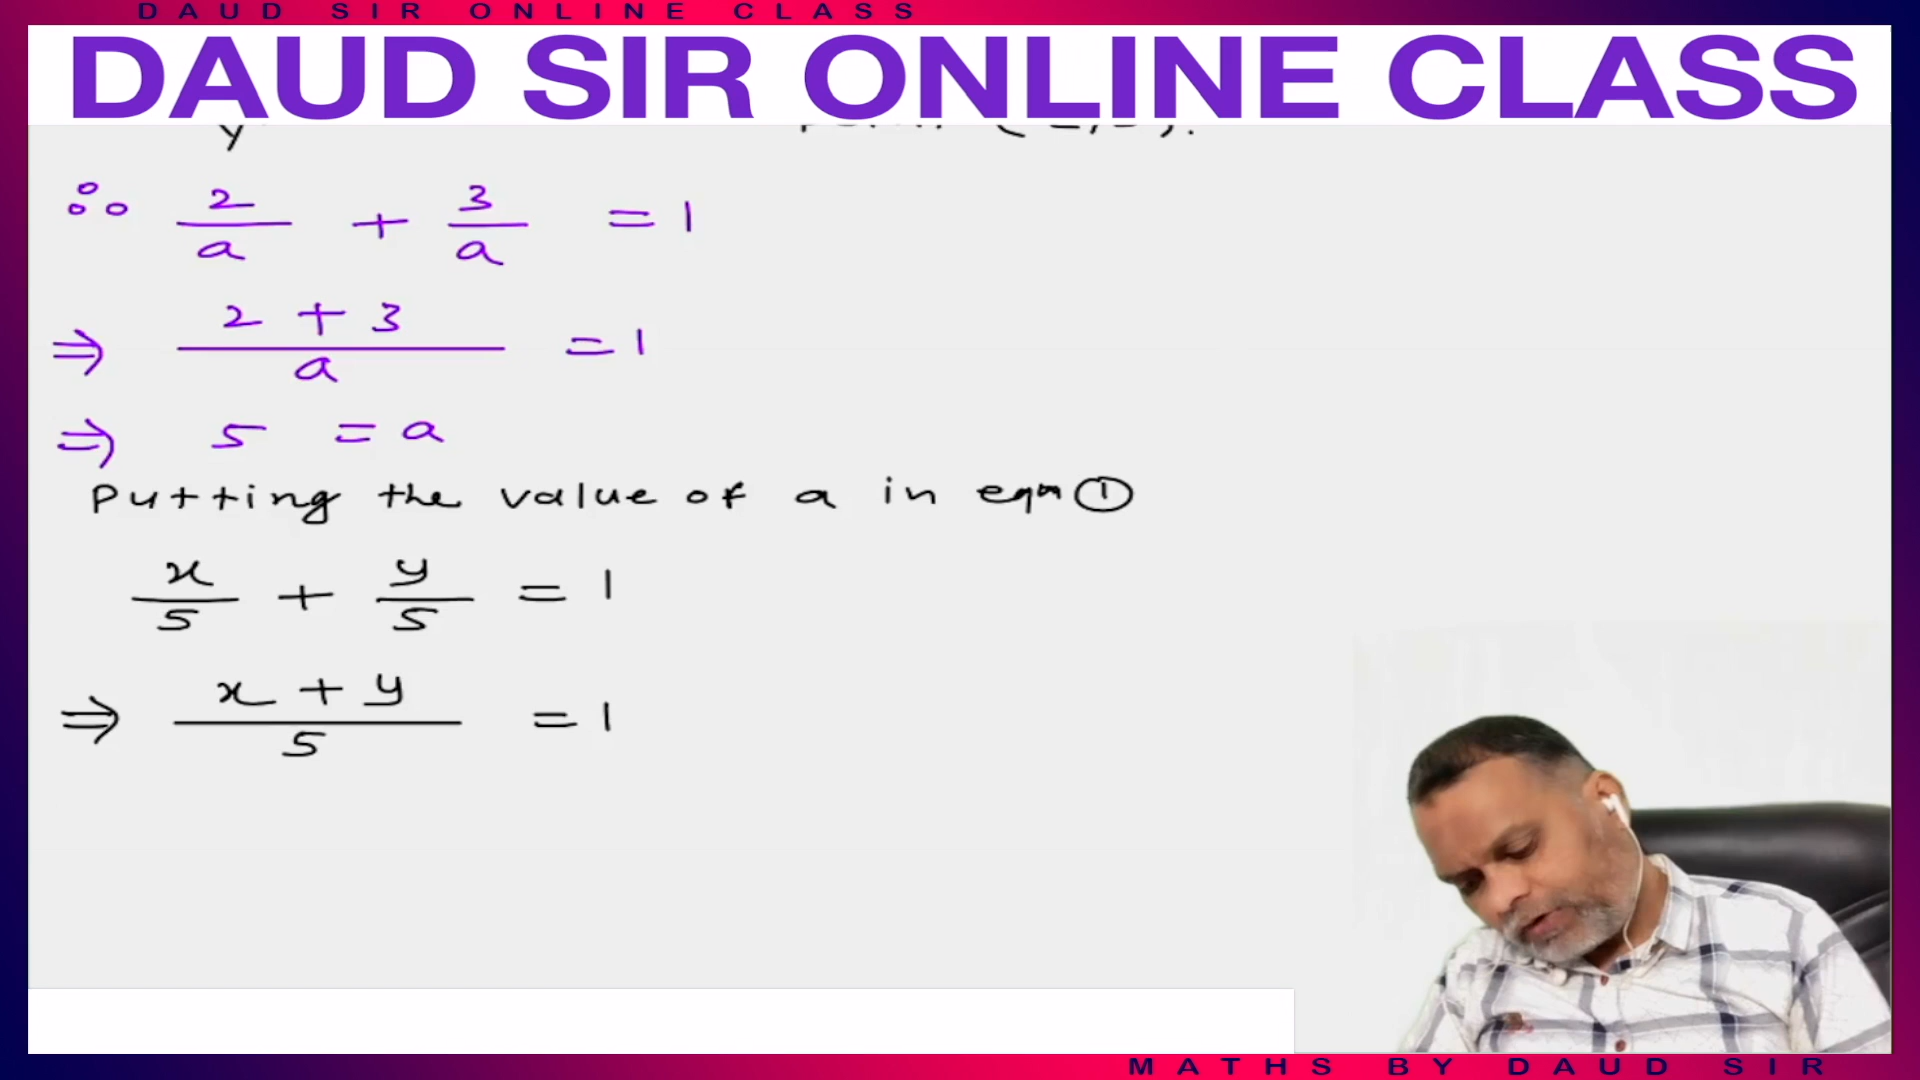 DAUD SIR ONLINE CLASS
DAUD SIR ONLINE CLASS
y
∴ 2/a + 3/a = 1
⇒ 2 + 3 / a = 1
⇒ 5 = a
Putting the value of a in eqn ①
x/5 + y/5 = 1
⇒ x + y / 5 = 1
MATHS BY DAUD SIR